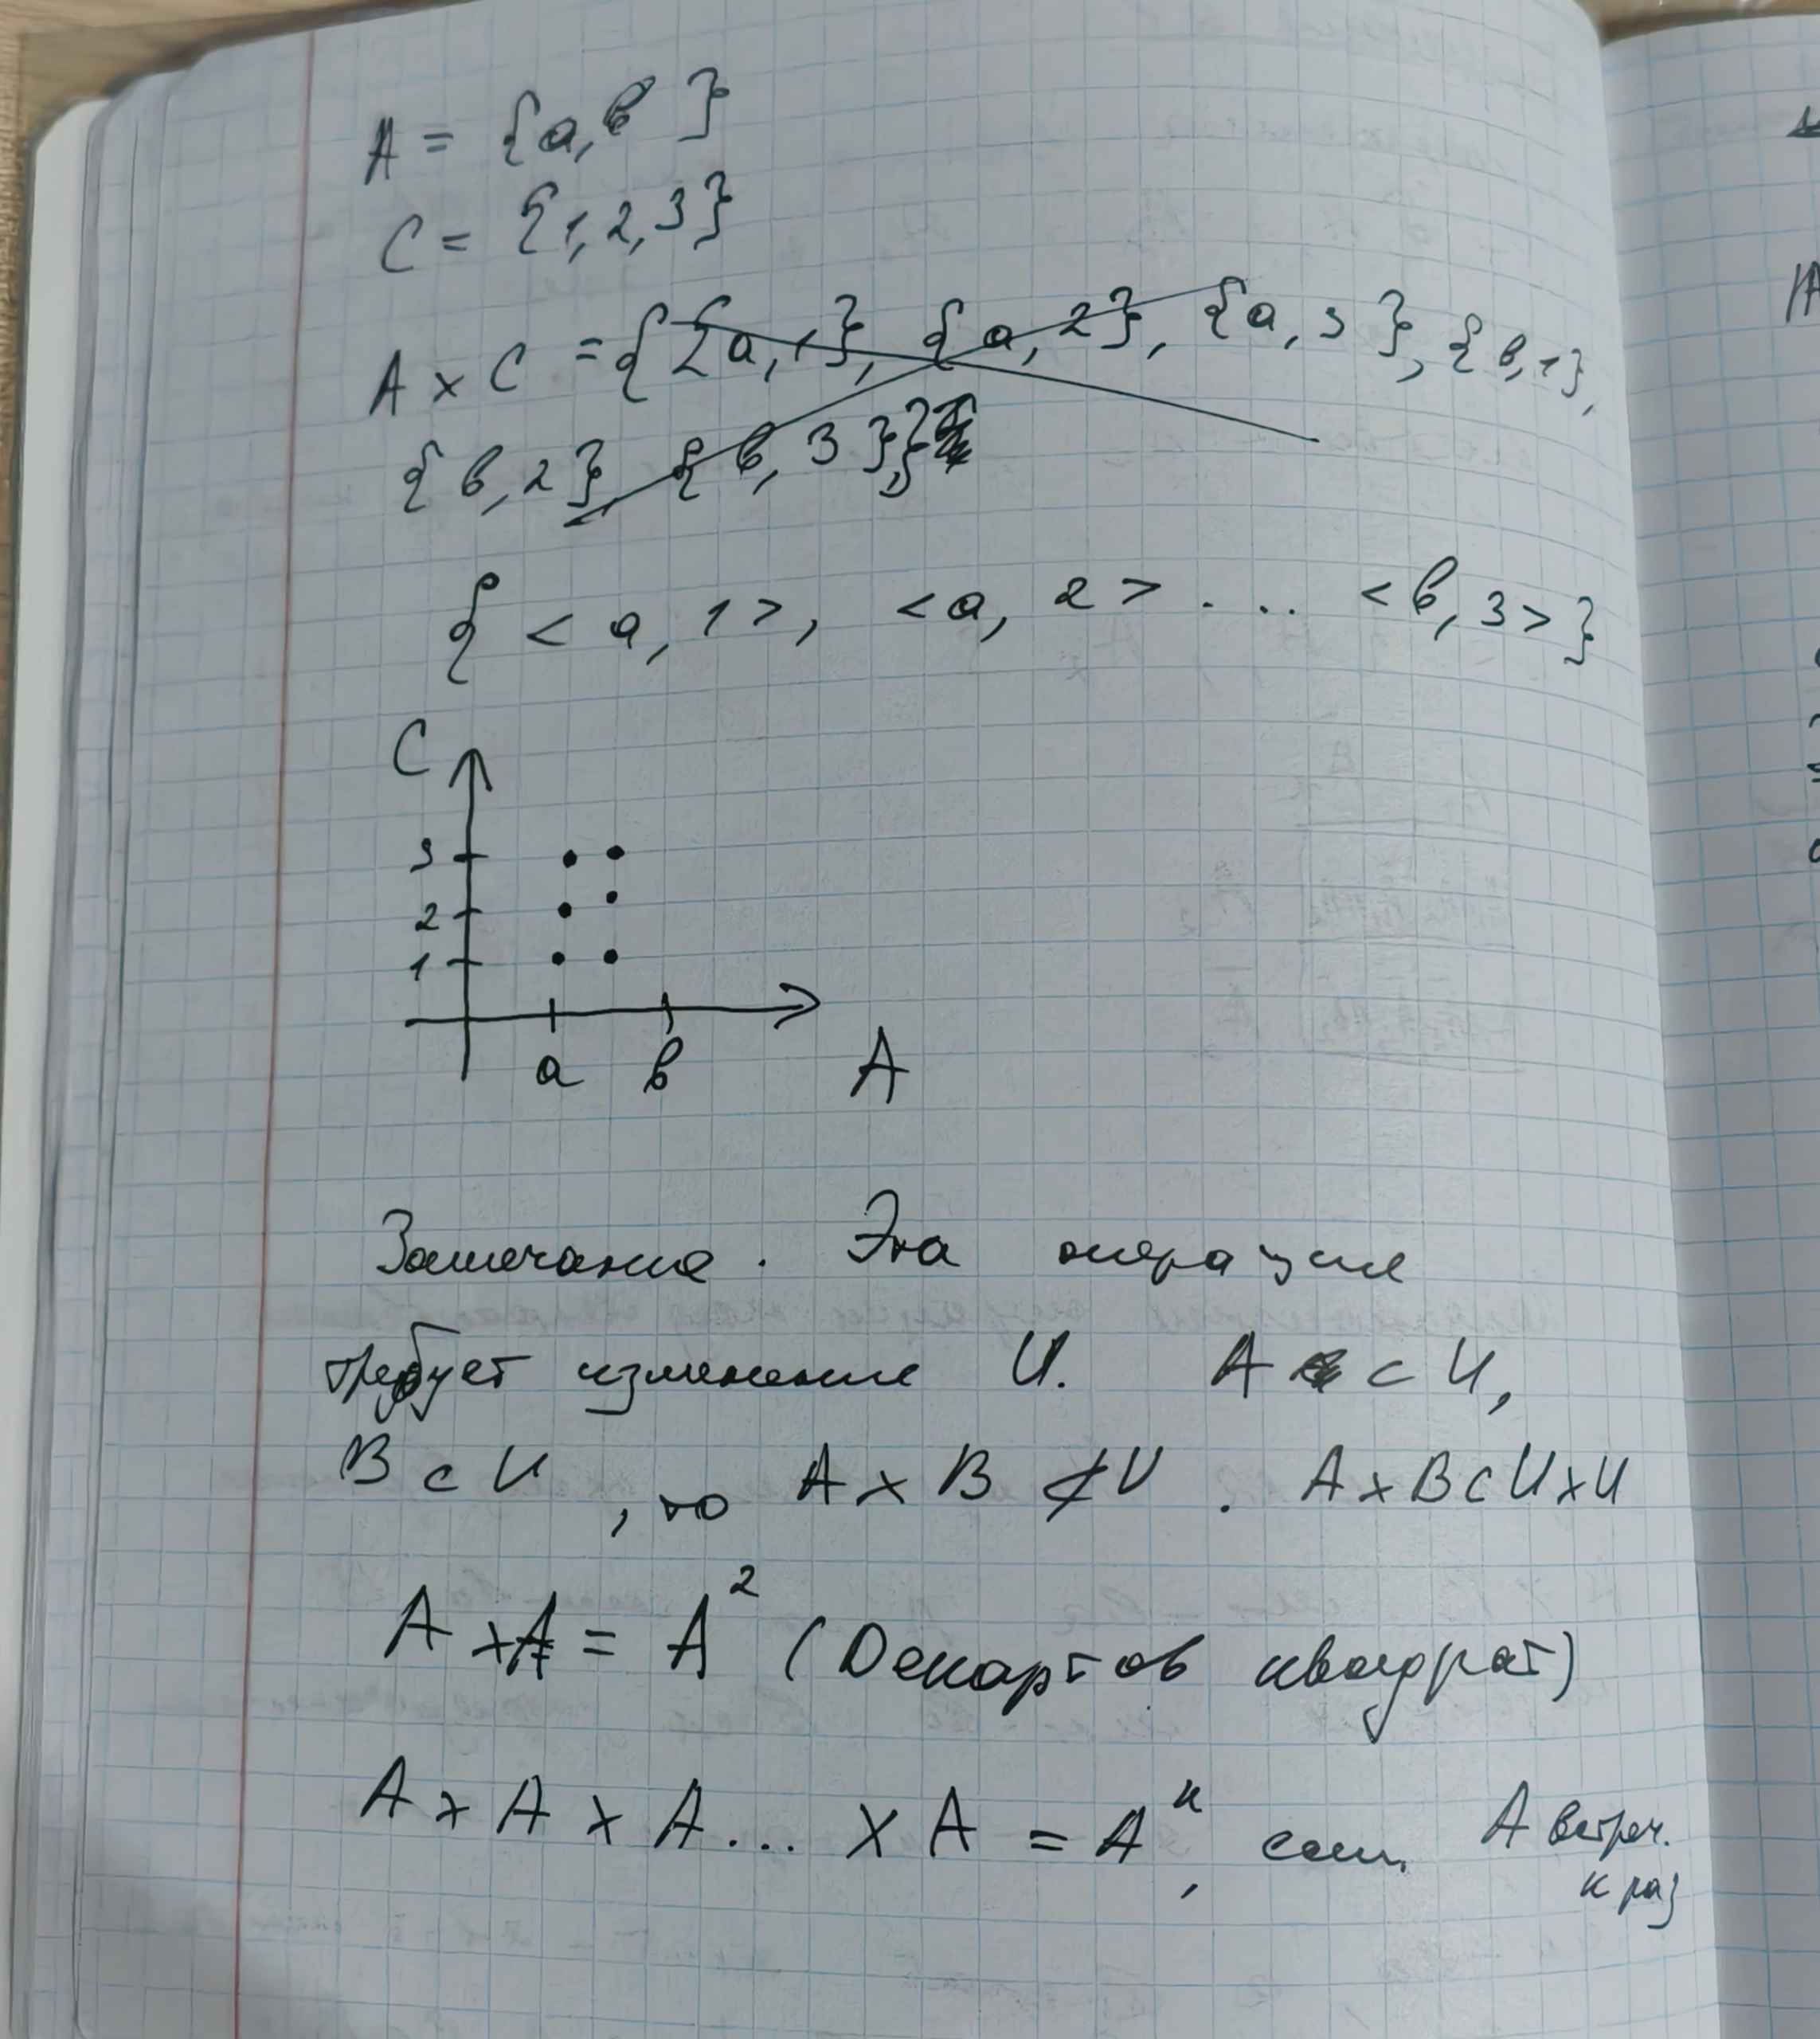 A = {a, в }
C = {1, 2, 3}
A x C = { {a, 1}, {a, 2}, {a, 3 }, {в, 1},
{в, 2} {в, 3 },}
{ < a, 1 >, < a, 2 > . . . < в, 3 > }
C
3
2
1
a в A
Замечание. Эта операция
требует изменение U. A ⊂ U,
B ⊂ U , то A x B ⊄ U . A x B ⊂ U x U
A x A = A² (Декартов квадрат)
A x A x A ... x A = Aᵏ, если A встреч.
к раз